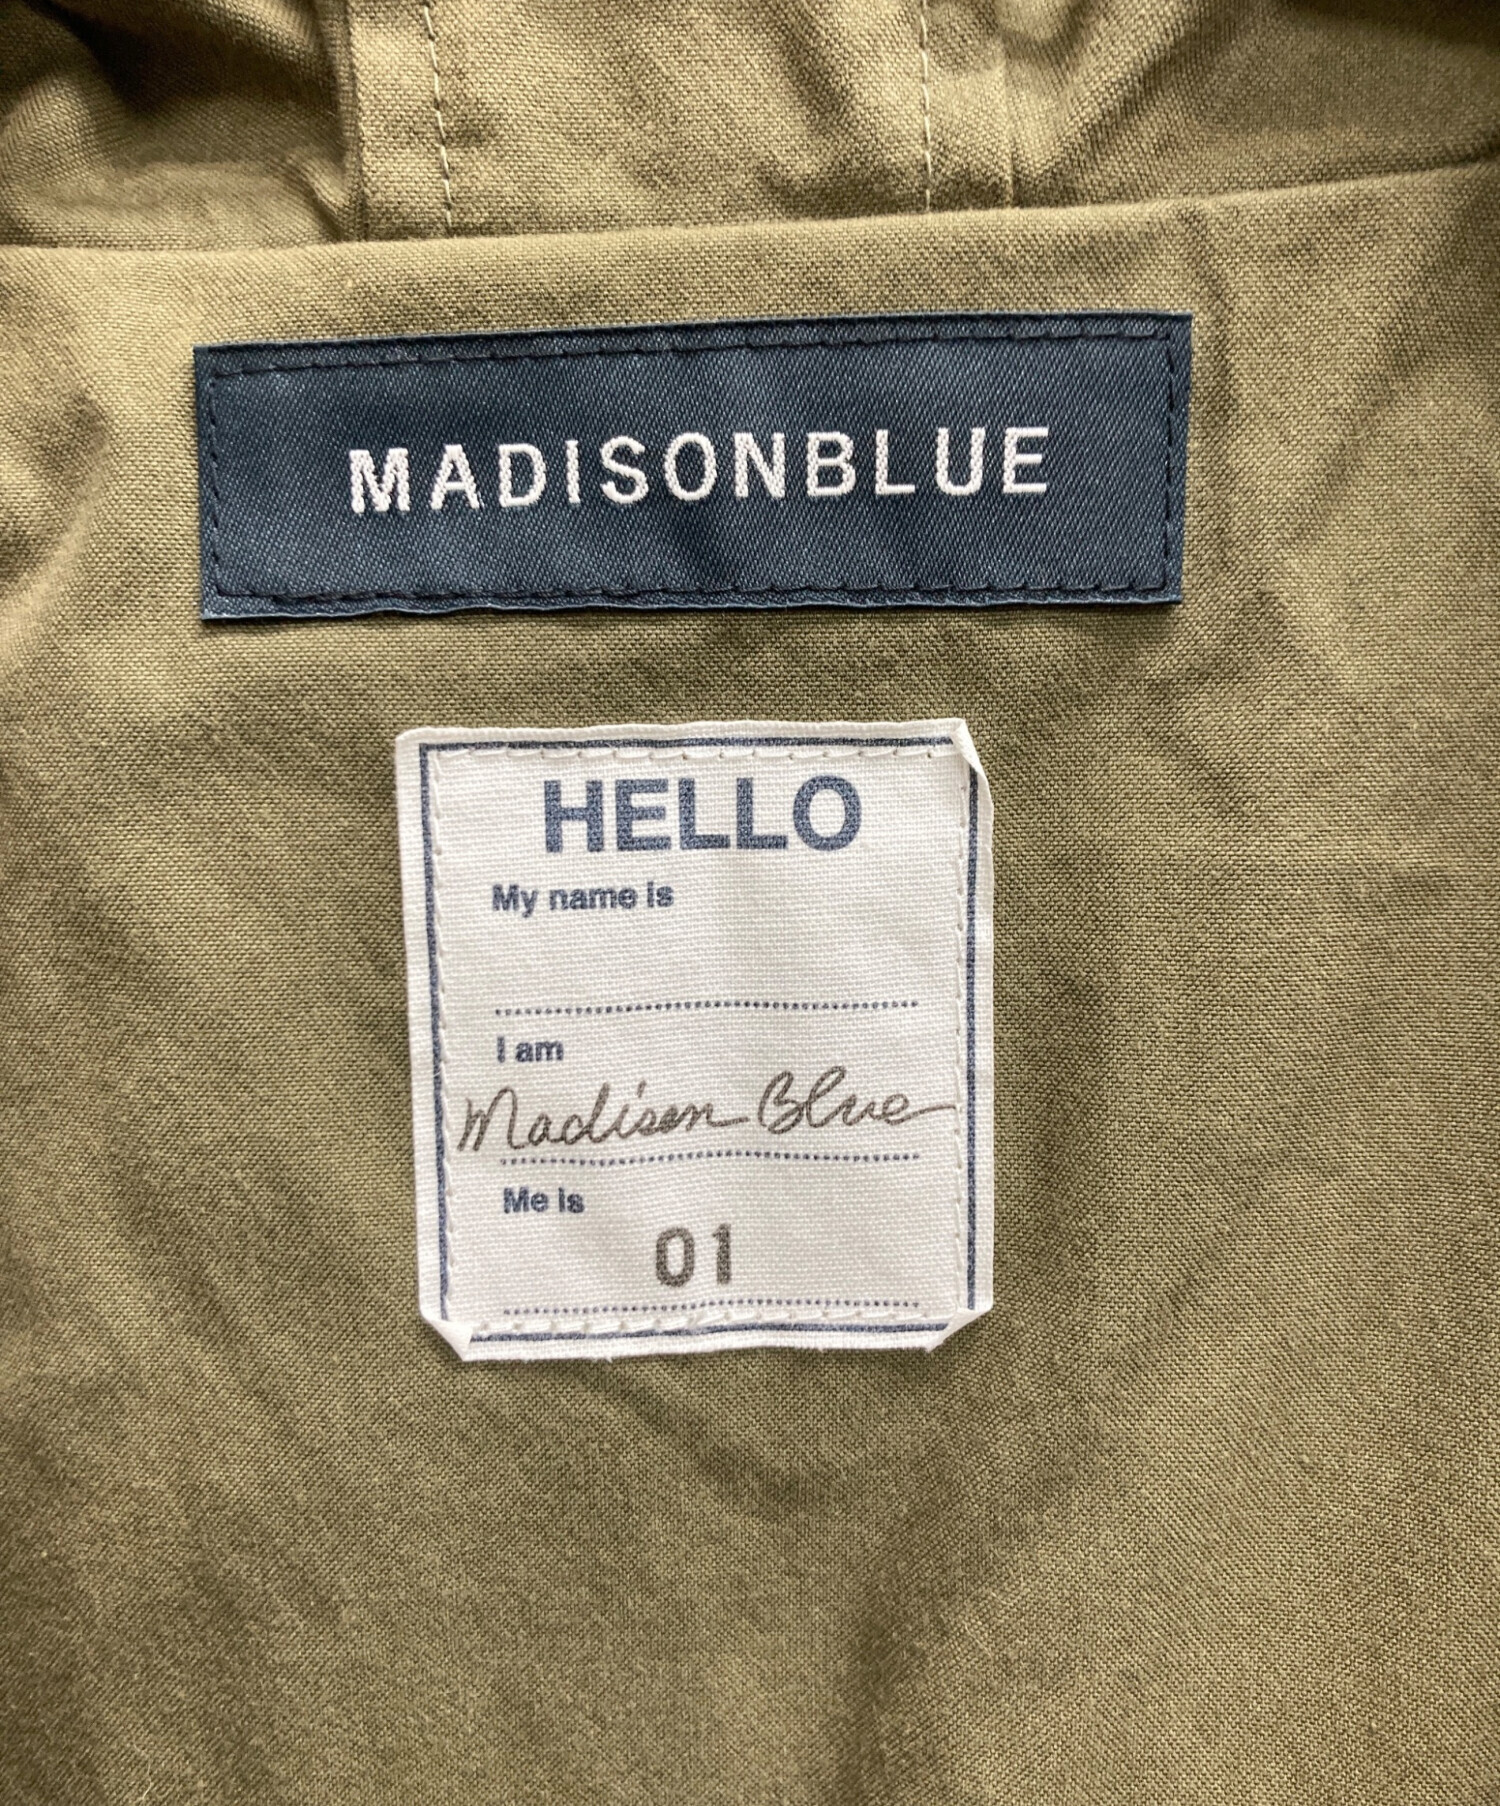 MADISONBLUE
HELLO
My name is
I am
Madison Blue
Me is
01